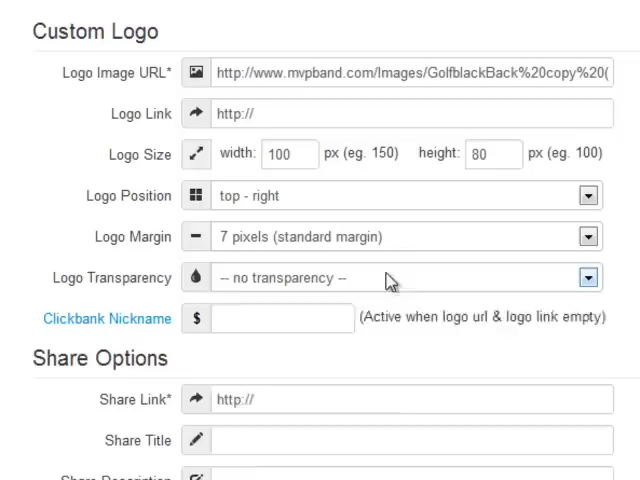 Custom Logo
Logo Image URL* http://www.mvpband.com/Images/GolfblackBack%20copy%20(
Logo Link http://
Logo Size width: 100 px (eg. 150) height: 80 px (eg. 100)
Logo Position top - right
Logo Margin 7 pixels (standard margin)
Logo Transparency -- no transparency --
Clickbank Nickname $ (Active when logo url & logo link empty)
Share Options
Share Link* http://
Share Title
Share Description